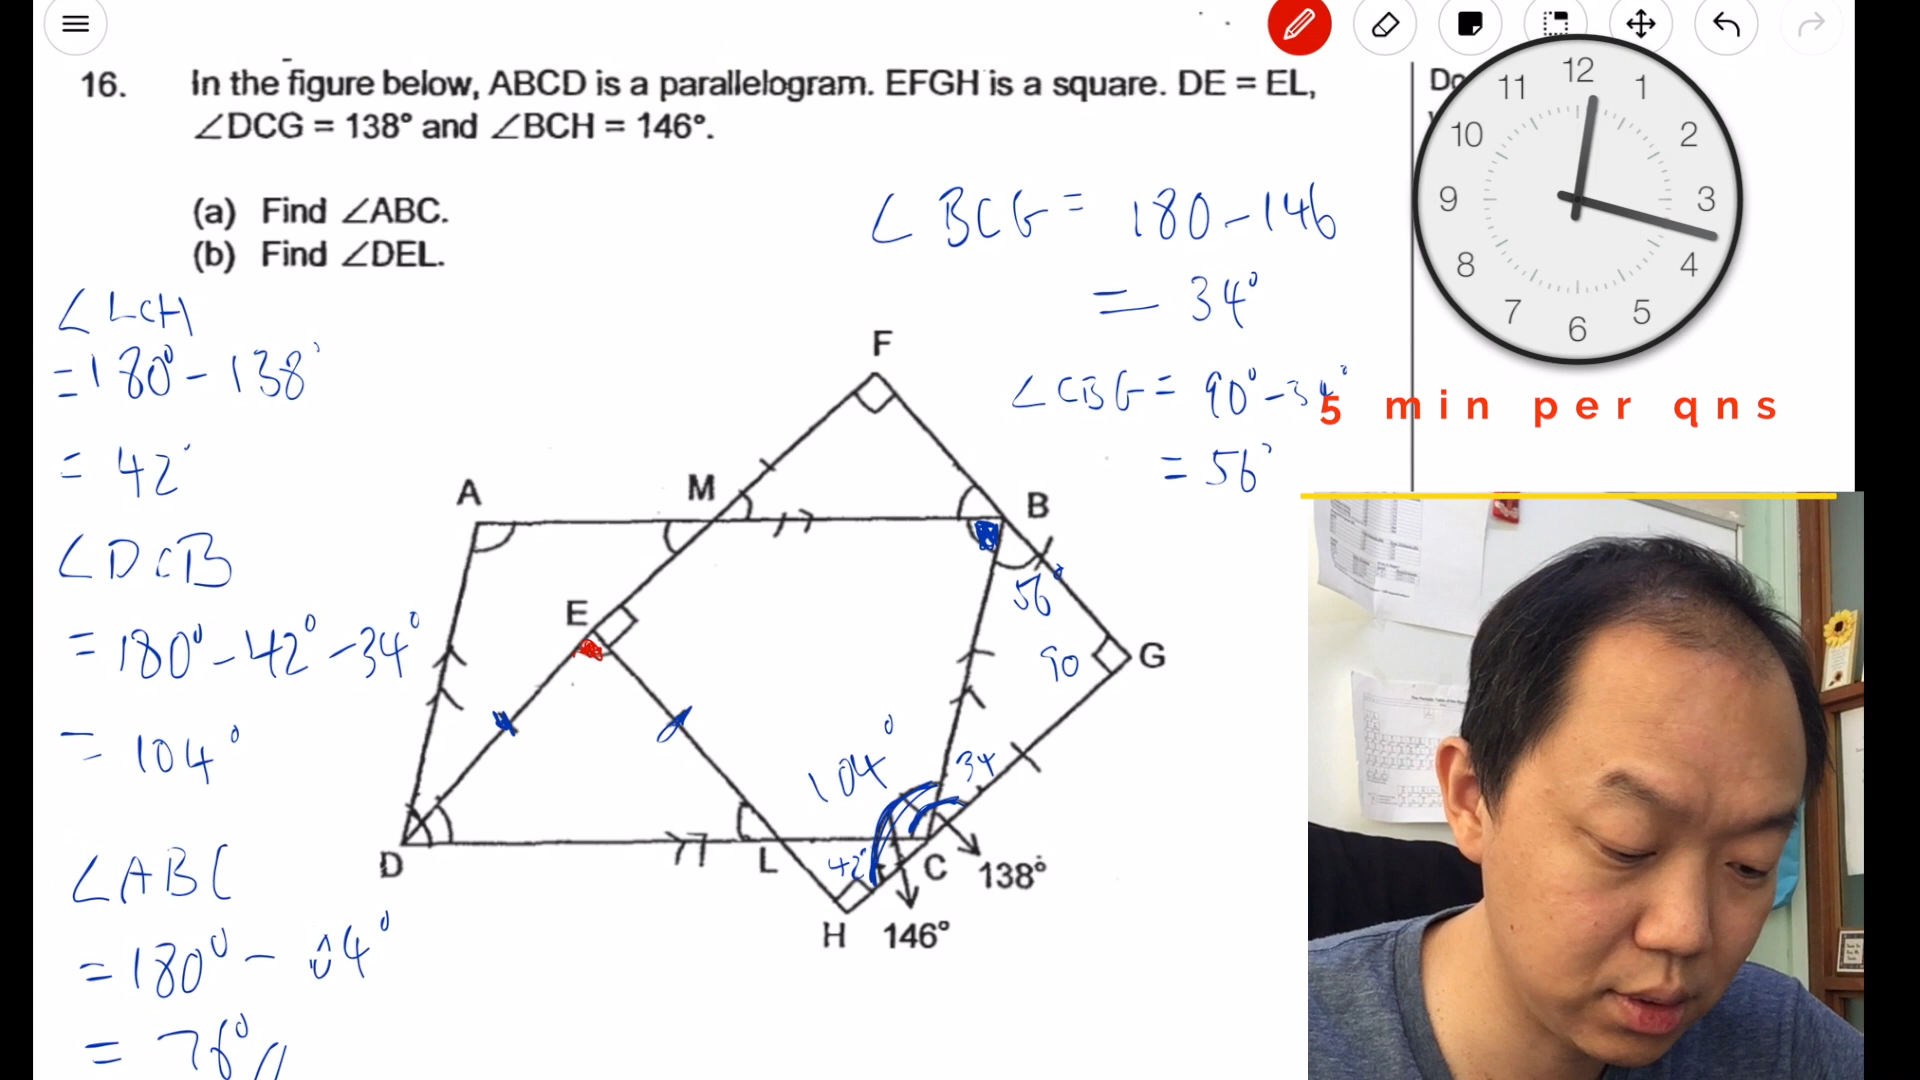 16. In the figure below, ABCD is a parallelogram. EFGH is a square. DE = EL,
∠DCG = 138° and ∠BCH = 146°.
(a) Find ∠ABC.
(b) Find ∠DEL.
Do
∠BCG = 180 - 146
= 34°
∠CBG = 90° - 34°
= 56°
∠LCH
= 180° - 138°
= 42°
∠DCB
= 180° - 42° - 34°
= 104°
∠ABC
= 180° - 104°
= 76°
F
A
M
B
E
56°
90
G
104°
34
D
L
42°
C
138°
H
146°
12
1
2
3
4
5
6
7
8
9
10
11
5 min per qns